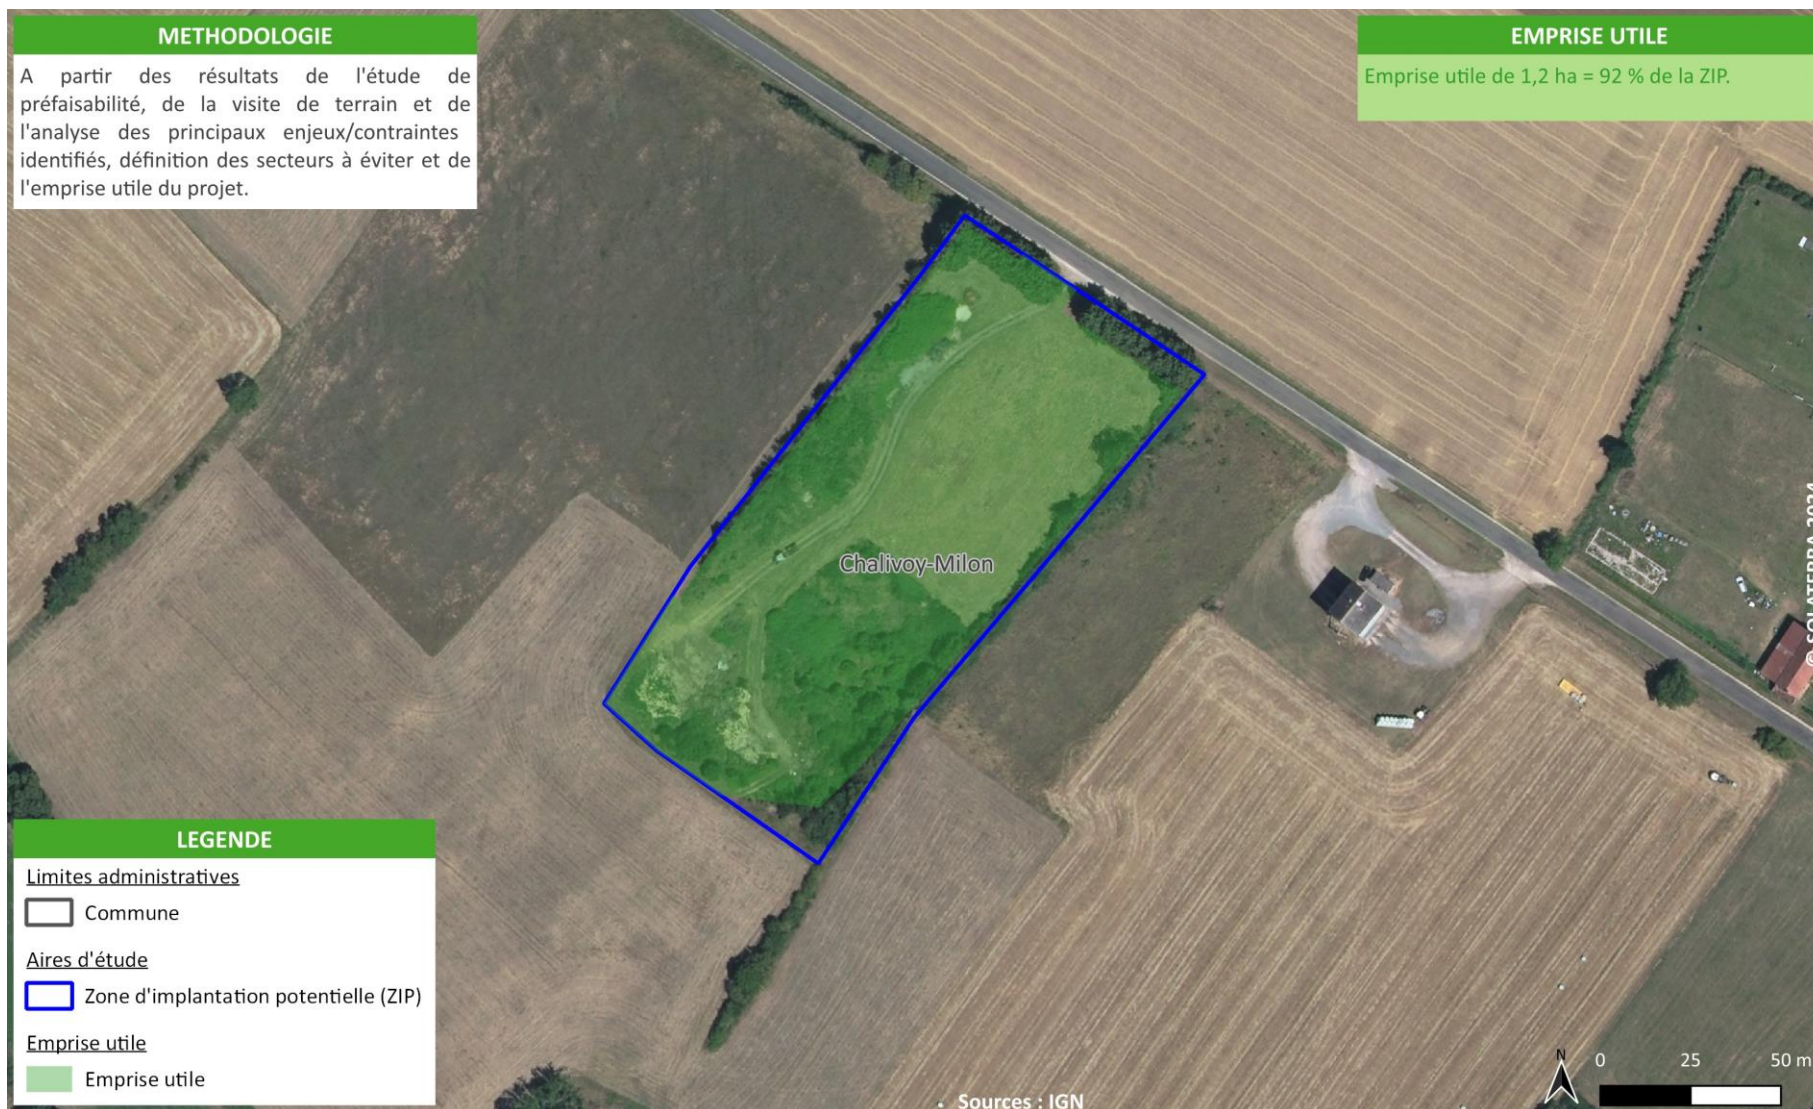 METHODOLOGIE
A partir des résultats de l'étude de
préfaisabilité, de la visite de terrain et de
l'analyse des principaux enjeux/contraintes
identifiés, définition des secteurs à éviter et de
l'emprise utile du projet.
EMPRISE UTILE
Emprise utile de 1,2 ha = 92 % de la ZIP.
Chalivoy-Milon
© SOLATERRA 2024
LEGENDE
Limites administratives
Commune
Aires d'étude
Zone d'implantation potentielle (ZIP)
Emprise utile
Emprise utile
N
0 25 50 m
Sources : IGN